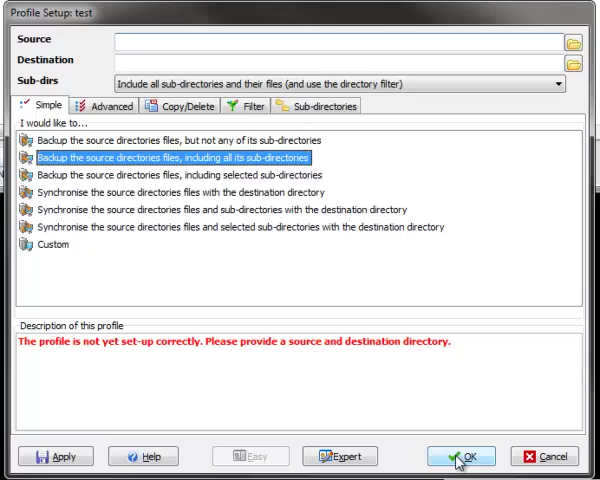 Profile Setup: test
Source
Destination
Sub-dirs Include all sub-directories and their files (and use the directory filter)
Simple Advanced Copy/Delete Filter Sub-directories
I would like to...
Backup the source directories files, but not any of its sub-directories
Backup the source directories files, including all its sub-directories
Backup the source directories files, including selected sub-directories
Synchronise the source directories files with the destination directory
Synchronise the source directories files and sub-directories with the destination directory
Synchronise the source directories files and selected sub-directories with the destination directory
Custom
Description of this profile
The profile is not yet set-up correctly. Please provide a source and destination directory.
Apply Help Easy Expert OK Cancel